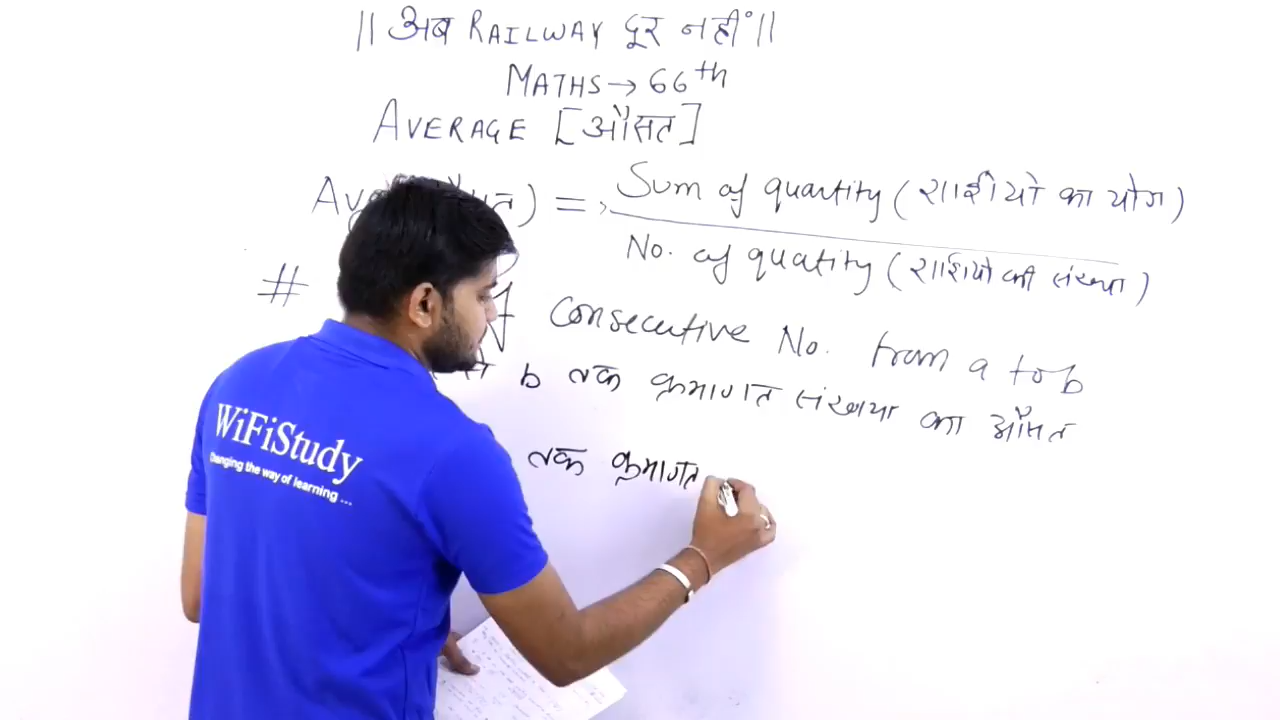 || अब RAILWAY दूर नहीं ||
MATHS → 66th
AVERAGE [औसत]
= Sum of quantity (राशीयो का योग)
No. of quatity (राशियो की संख्या)
#
consecutive No. from a to b
b तक क्रमागत संख्या का औसत
तक क्रमागत
WiFiStudy
Changing the way of learning ...